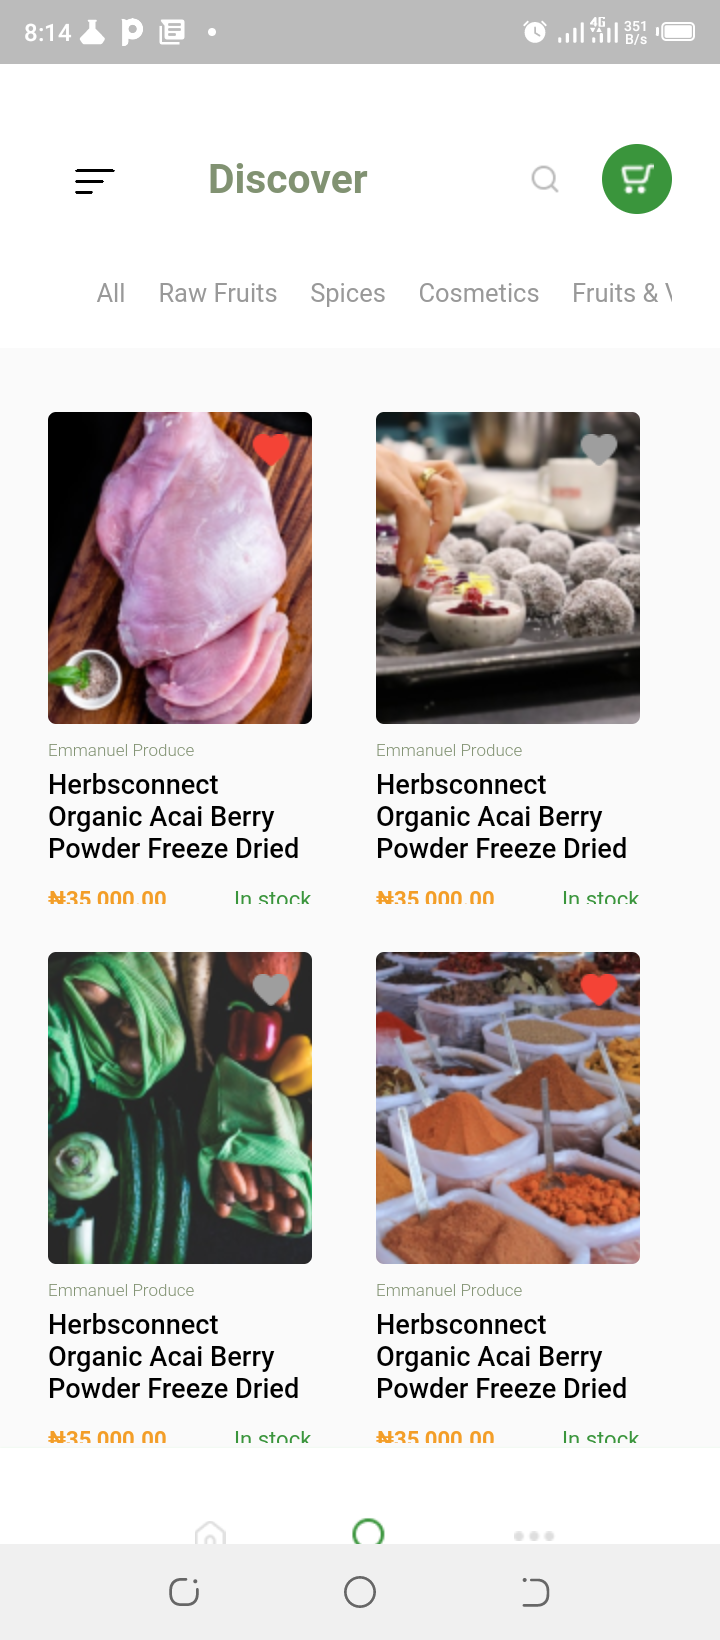 8:14
4G
351
B/s
Discover
All Raw Fruits Spices Cosmetics Fruits &
Emmanuel Produce Emmanuel Produce
Herbsconnect Herbsconnect
Organic Acai Berry Organic Acai Berry
Powder Freeze Dried Powder Freeze Dried
₦35,000.00 In stock ₦35,000.00 In stock
Emmanuel Produce Emmanuel Produce
Herbsconnect Herbsconnect
Organic Acai Berry Organic Acai Berry
Powder Freeze Dried Powder Freeze Dried
₦35,000.00 In stock ₦35,000.00 In stock